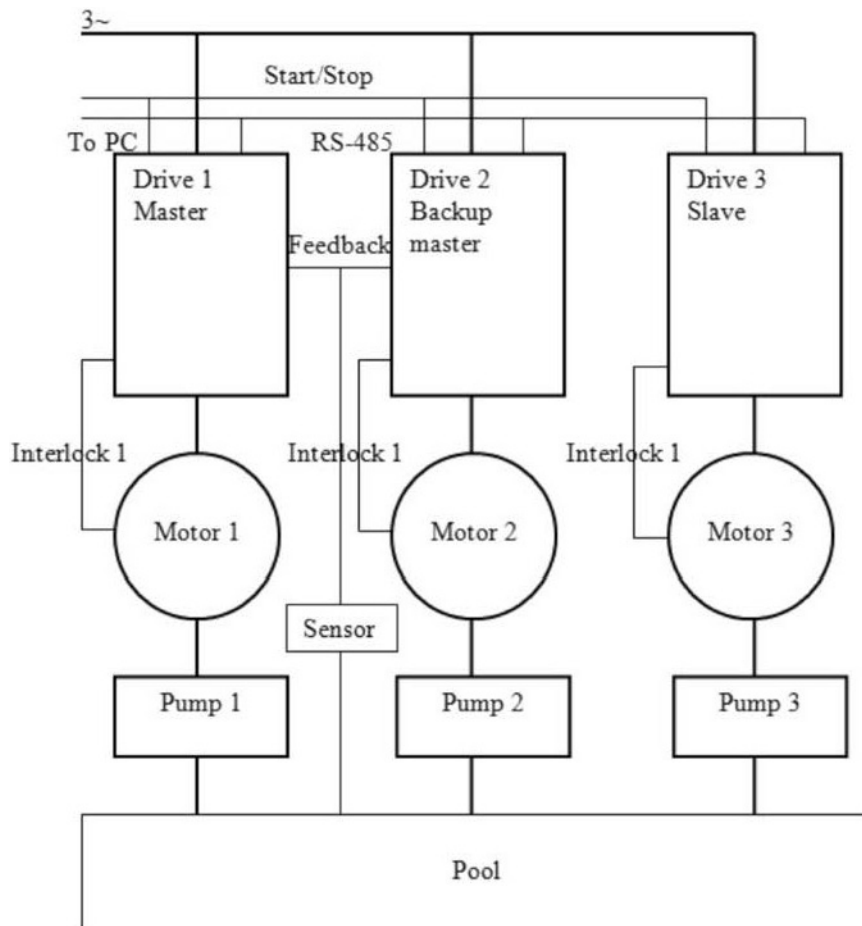 3~
Start/Stop
To PC
RS-485
Drive 1
Master
Drive 2
Backup
master
Drive 3
Slave
Feedback
Interlock 1
Interlock 1
Interlock 1
Motor 1
Motor 2
Motor 3
Sensor
Pump 1
Pump 2
Pump 3
Pool